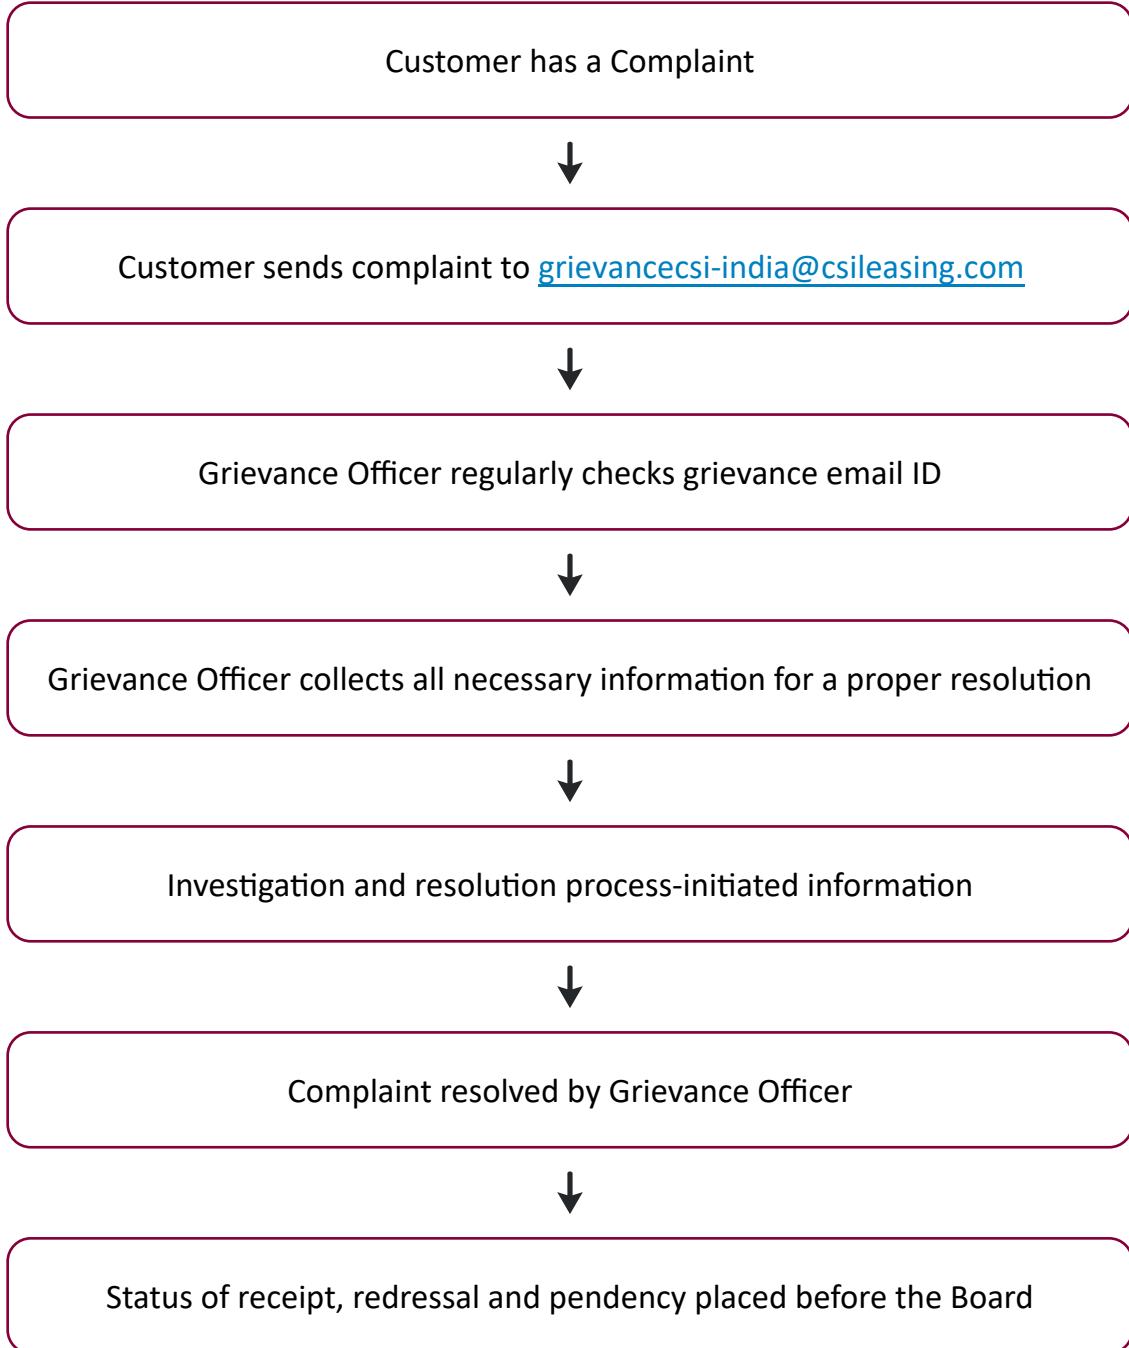 Customer has a Complaint
Customer sends complaint to grievancecsi-india@csileasing.com
Grievance Officer regularly checks grievance email ID
Grievance Officer collects all necessary information for a proper resolution
Investigation and resolution process-initiated information
Complaint resolved by Grievance Officer
Status of receipt, redressal and pendency placed before the Board